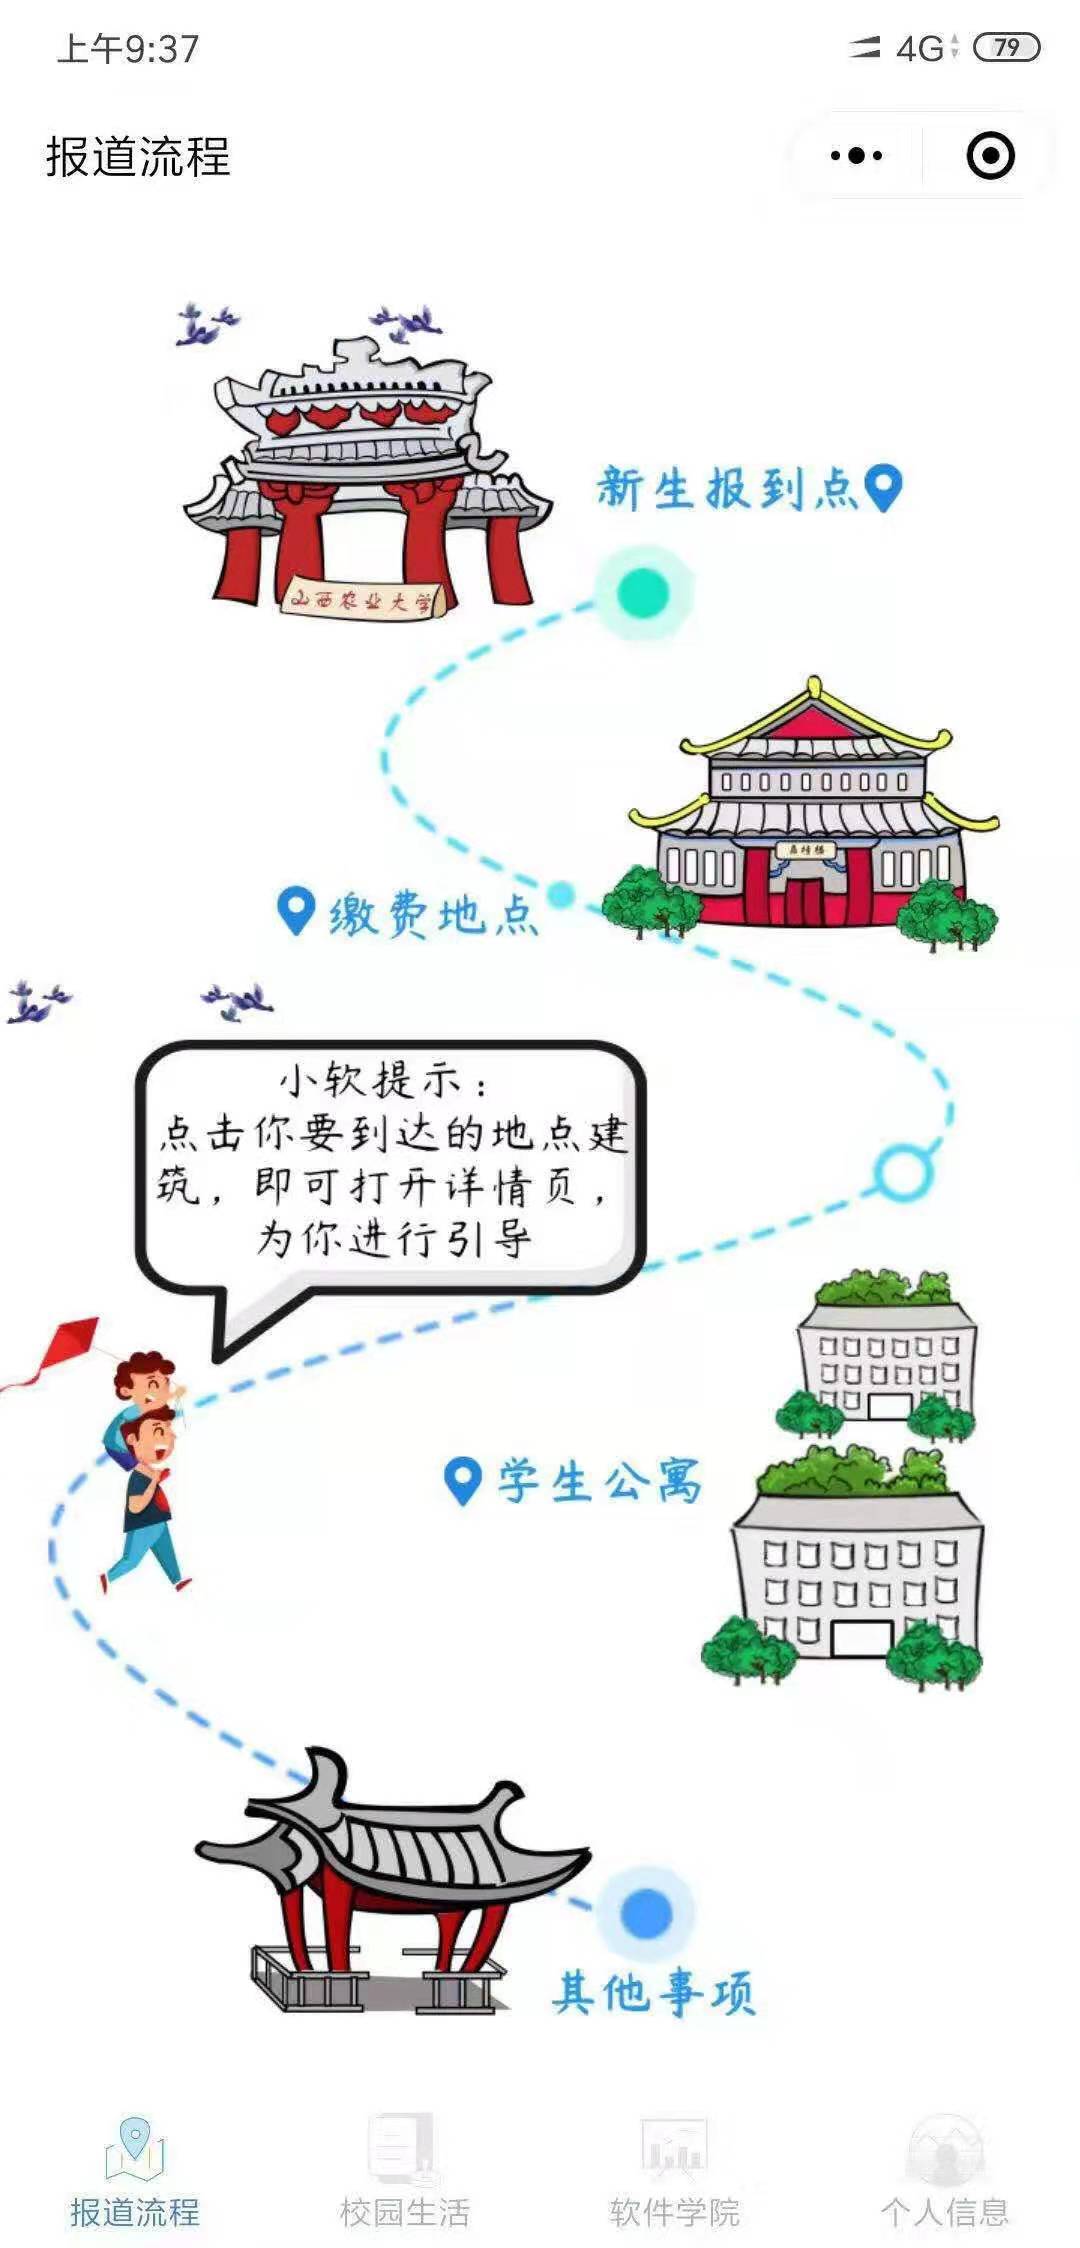 上午9:37
4G
79
报道流程
新生报到点
山西农业大学
缴费地点
小软提示：
点击你要到达的地点建
筑，即可打开详情页，
为你进行引导
学生公寓
其他事项
报道流程
校园生活
软件学院
个人信息